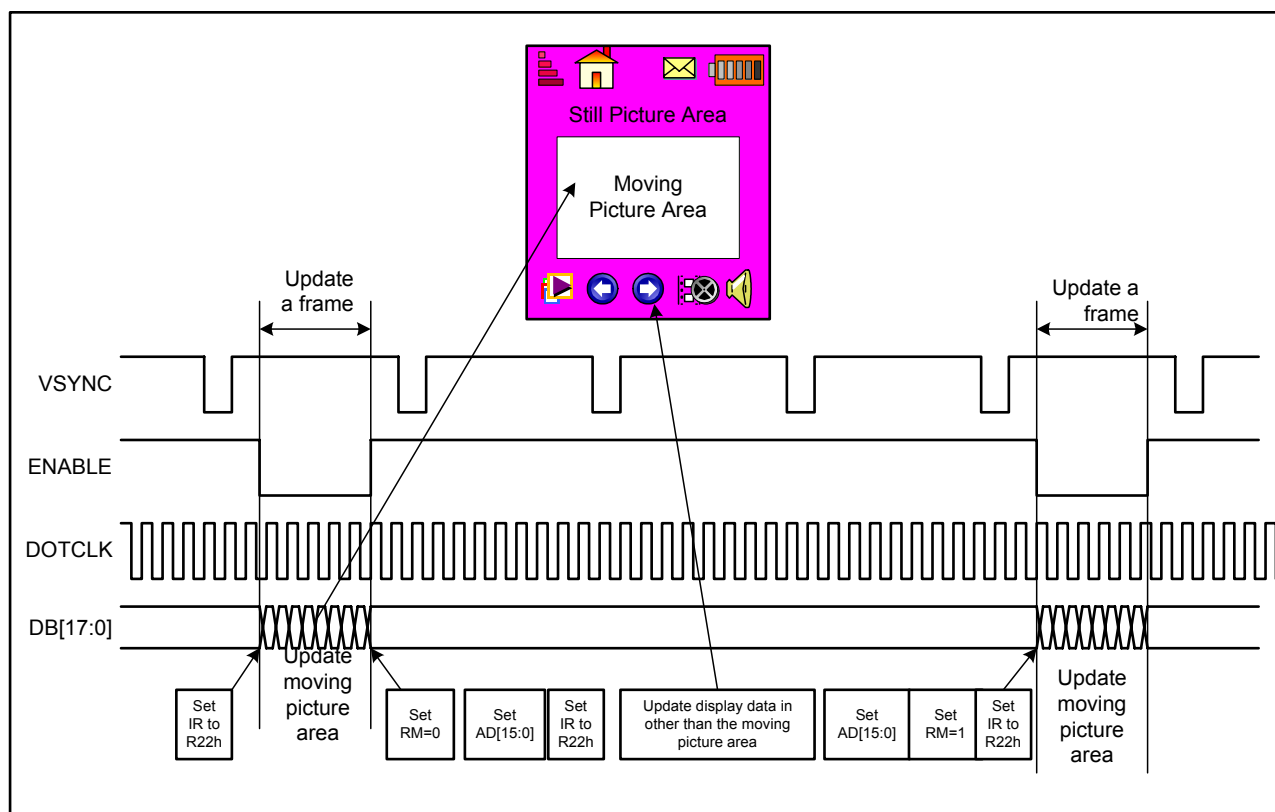 Still Picture Area
Moving
Picture Area
Update
a frame
Update a
frame
VSYNC
ENABLE
DOTCLK
DB[17:0]
Update
moving
picture
area
Update
moving
picture
area
Set
IR to
R22h
Set
RM=0
Set
AD[15:0]
Set
IR to
R22h
Update display data in
other than the moving
picture area
Set
AD[15:0]
Set
RM=1
Set
IR to
R22h